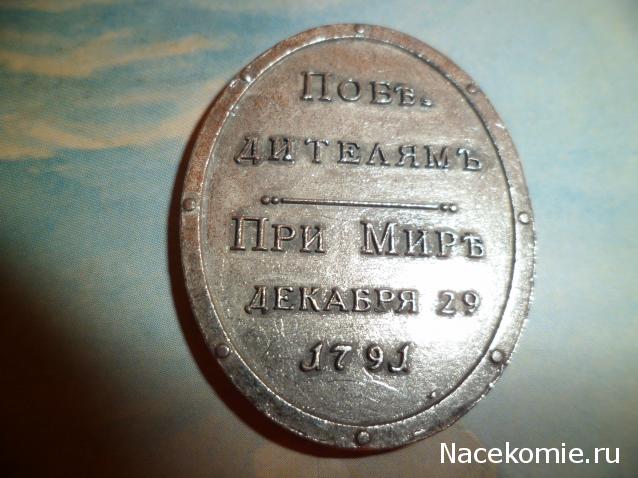 Побѣ-
дителямъ
При Мирѣ
декабря 29
1791
Nacekomie.ru